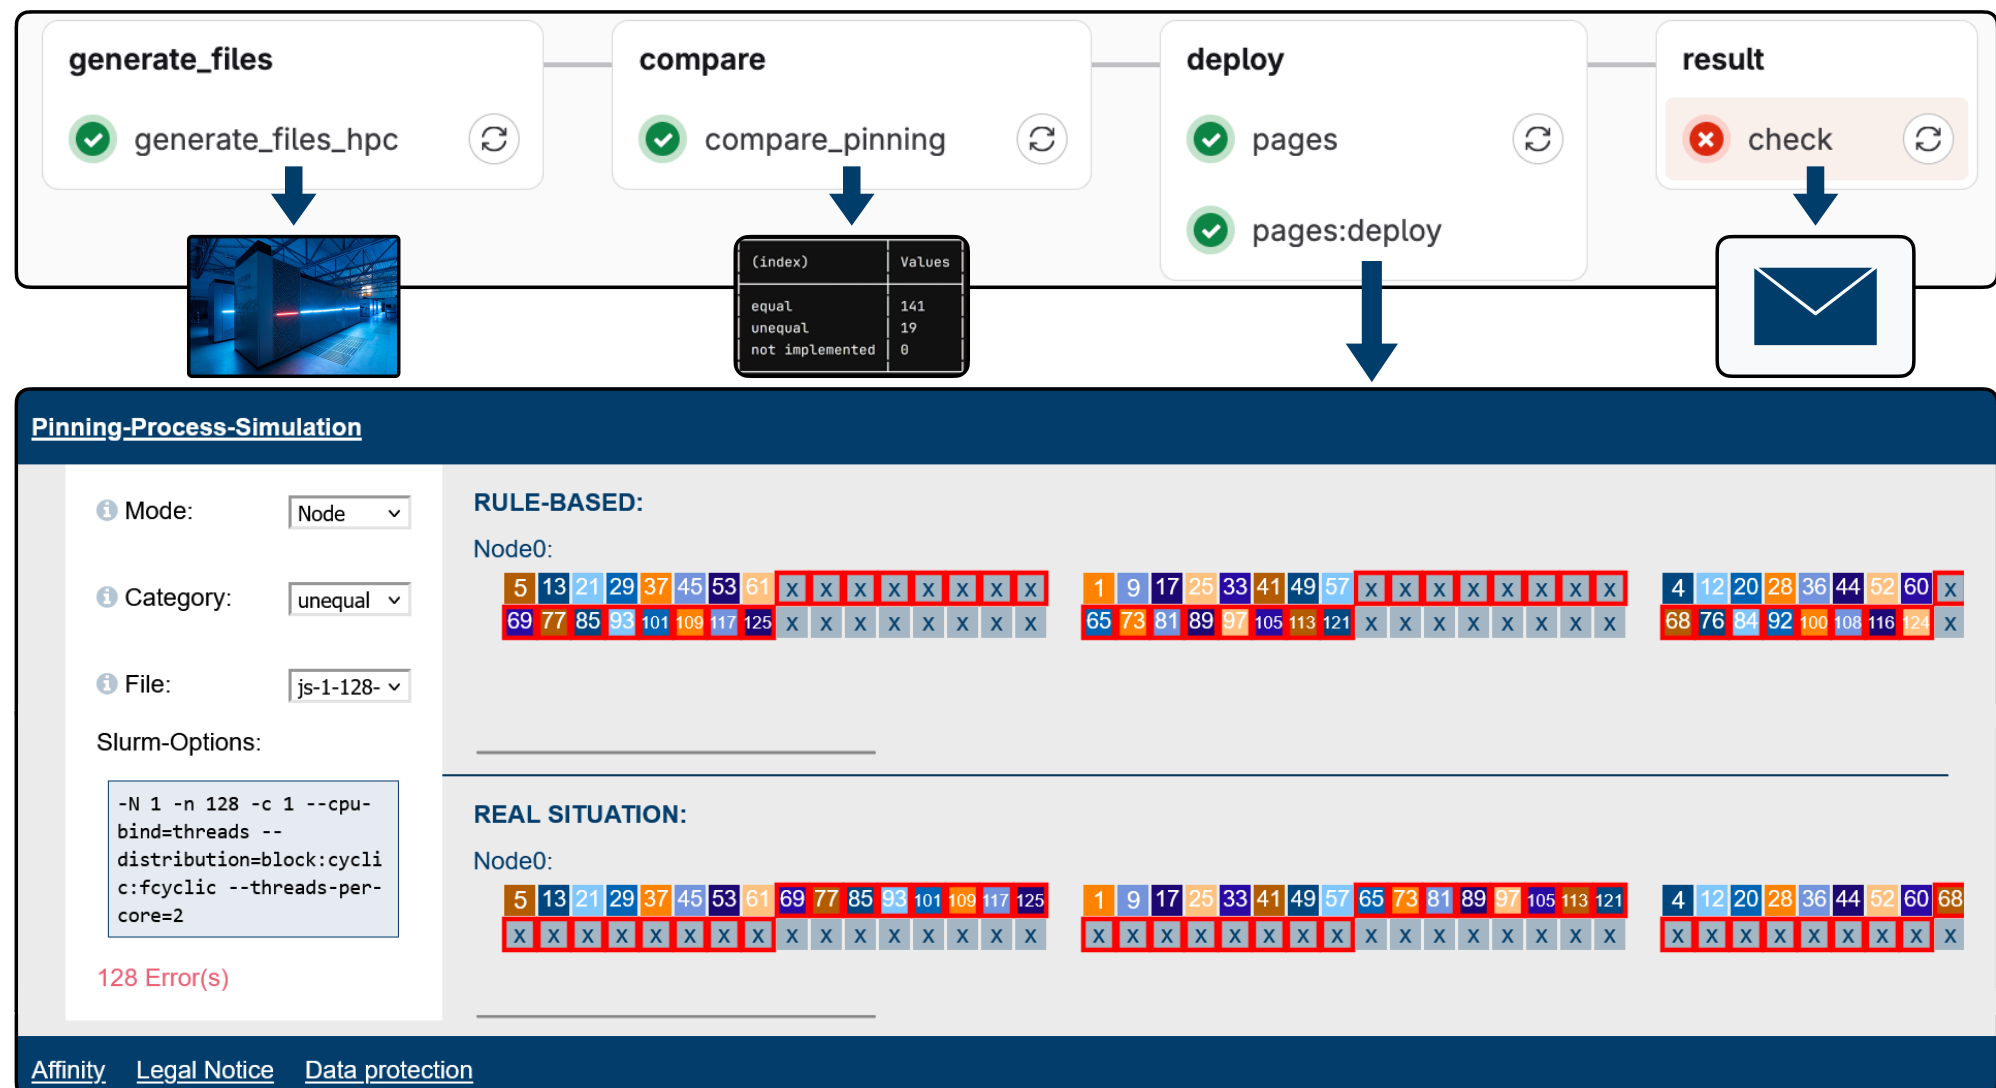 generate_files
generate_files_hpc
compare
compare_pinning
deploy
pages
pages:deploy
result
check
(index) Values
equal 141
unequal 19
not implemented 0
Pinning-Process-Simulation
Mode: Node
Category: unequal
File: js-1-128-
Slurm-Options:
-N 1 -n 128 -c 1 --cpu-
bind=threads --
distribution=block:cycli
c:fcyclic --threads-per-
core=2
128 Error(s)
RULE-BASED:
Node0:
5 13 21 29 37 45 53 61 x x x x x x x x 1 9 17 25 33 41 49 57 x x x x x x x x 4 12 20 28 36 44 52 60 x
69 77 85 93 101 109 117 125 x x x x x x x x 65 73 81 89 97 105 113 121 x x x x x x x x 68 76 84 92 100 108 116 124 x
REAL SITUATION:
Node0:
5 13 21 29 37 45 53 61 69 77 85 93 101 109 117 125 1 9 17 25 33 41 49 57 65 73 81 89 97 105 113 121 4 12 20 28 36 44 52 60 68
x x x x x x x x x x x x x x x x x x x x x x x x x x x x x x x x x x x x x x x x x
Affinity Legal Notice Data protection